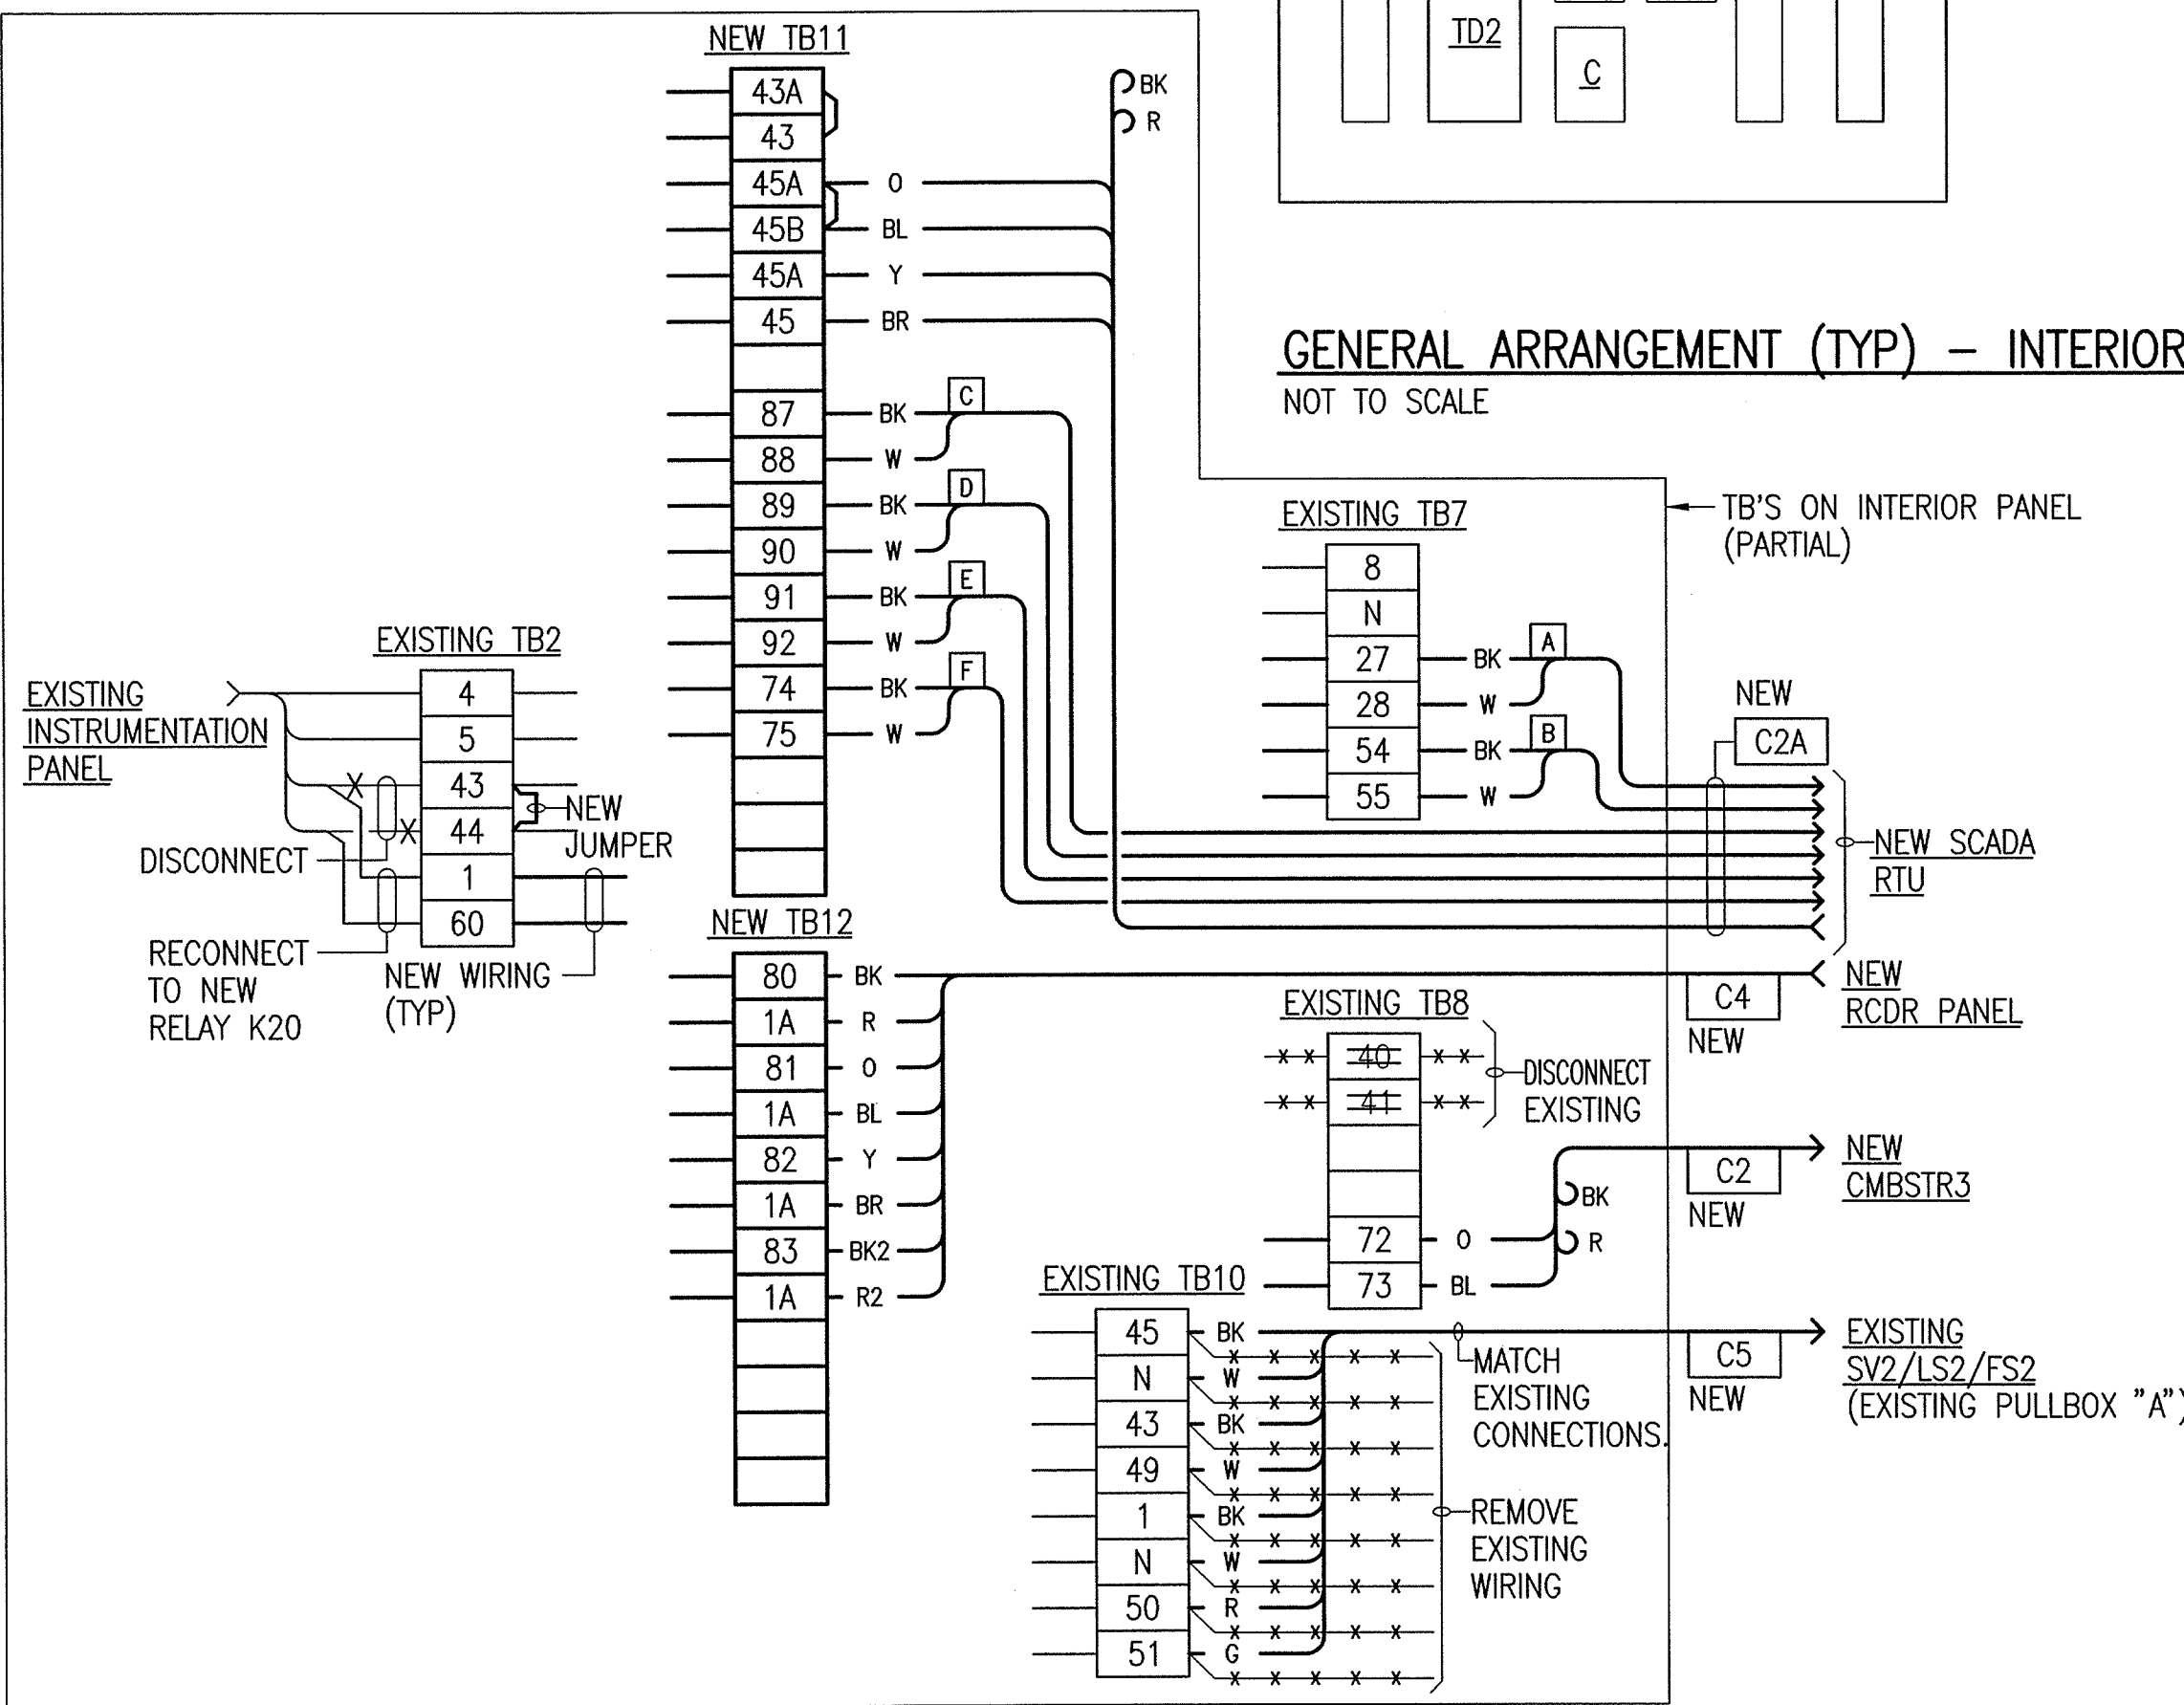 TD2
C
GENERAL ARRANGEMENT (TYP) – INTERIOR
NOT TO SCALE
NEW TB11
43A
43
45A O
45B BL
45A Y
45 BR
87 BK C
88 W
89 BK D
90 W
91 BK E
92 W
74 BK F
75 W
BK
R
TB'S ON INTERIOR PANEL
(PARTIAL)
EXISTING TB7
8
N
27 BK A
28 W
54 BK B
55 W
NEW
C2A
NEW SCADA
RTU
EXISTING TB2
4
5
43
44
1
60
EXISTING
INSTRUMENTATION
PANEL
X
X
NEW
JUMPER
DISCONNECT
RECONNECT
TO NEW
RELAY K20
NEW WIRING
(TYP)
NEW TB12
80 BK
1A R
81 O
1A BL
82 Y
1A BR
83 BK2
1A R2
C4
NEW
NEW
RCDR PANEL
EXISTING TB8
x x 40 x x
x x 41 x x
72 O
73 BL
DISCONNECT
EXISTING
BK
R
C2
NEW
NEW
CMBSTR3
EXISTING TB10
45 BK
x x x x x
N W
x x x x x
43 BK
x x x x x
49 W
x x x x x
1 BK
x x x x x
N W
x x x x x
50 R
x x x x x
51 G
x x x x x
MATCH
EXISTING
CONNECTIONS.
REMOVE
EXISTING
WIRING
C5
NEW
EXISTING
SV2/LS2/FS2
(EXISTING PULLBOX "A")